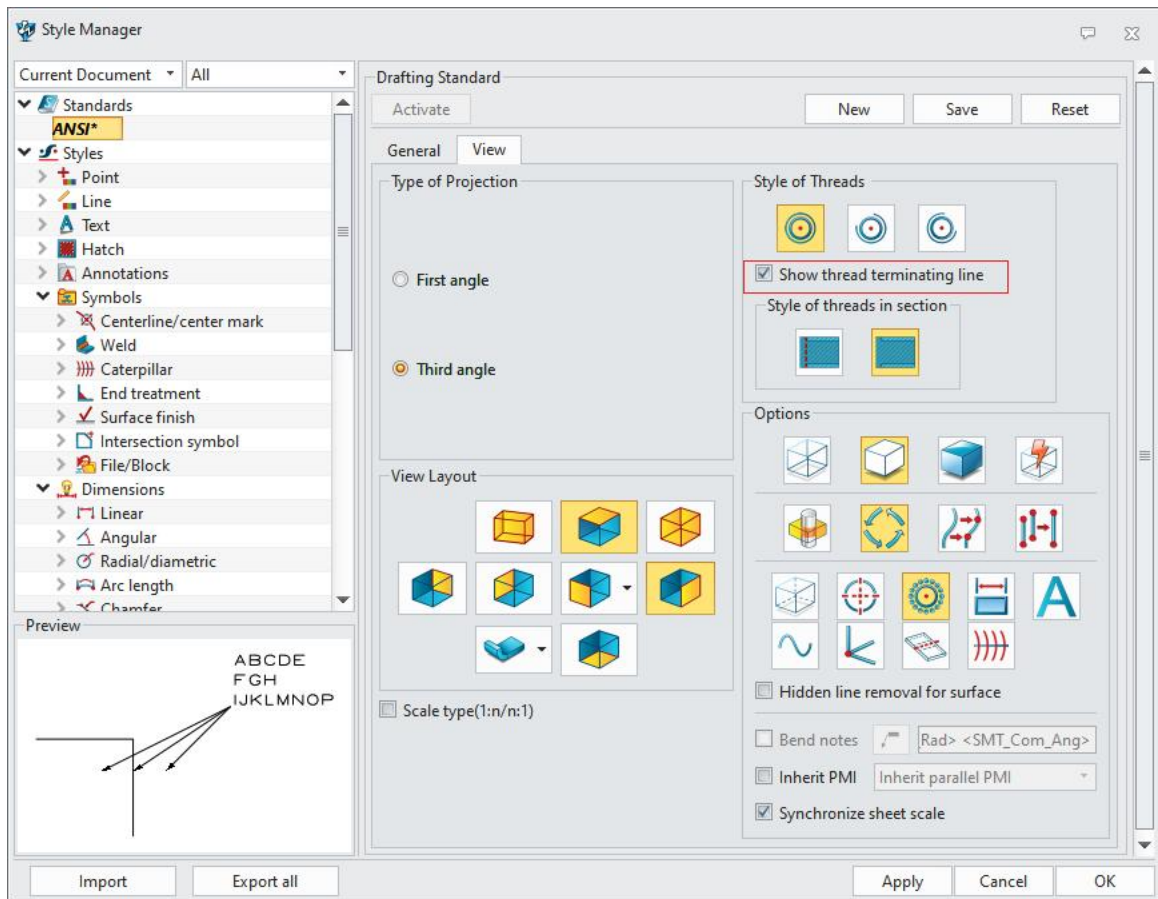 Style Manager
Current Document
All
Standards
ANSI*
Styles
Point
Line
Text
Hatch
Annotations
Symbols
Centerline/center mark
Weld
Caterpillar
End treatment
Surface finish
Intersection symbol
File/Block
Dimensions
Linear
Angular
Radial/diametric
Arc length
Chamfer
Preview
ABCDE
FGH
IJKLMNOP
Import
Export all
Drafting Standard
Activate
New
Save
Reset
General
View
Type of Projection
First angle
Third angle
View Layout
Scale type(1:n/n:1)
Style of Threads
Show thread terminating line
Style of threads in section
Options
A
Hidden line removal for surface
Bend notes
Rad> <SMT_Com_Ang>
Inherit PMI
Inherit parallel PMI
Synchronize sheet scale
Apply
Cancel
OK